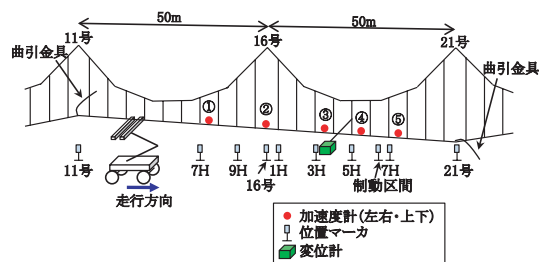 50m
50m
11号
16号
21号
曲引金具
曲引金具
①
②
③
④
⑤
11号
7H
9H
16号
1H
3H
5H
7H
制動区間
21号
走行方向
加速度計(左右・上下)
位置マーカ
変位計